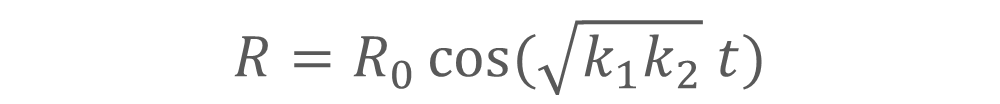 R = R₀ cos(√k₁k₂ t)